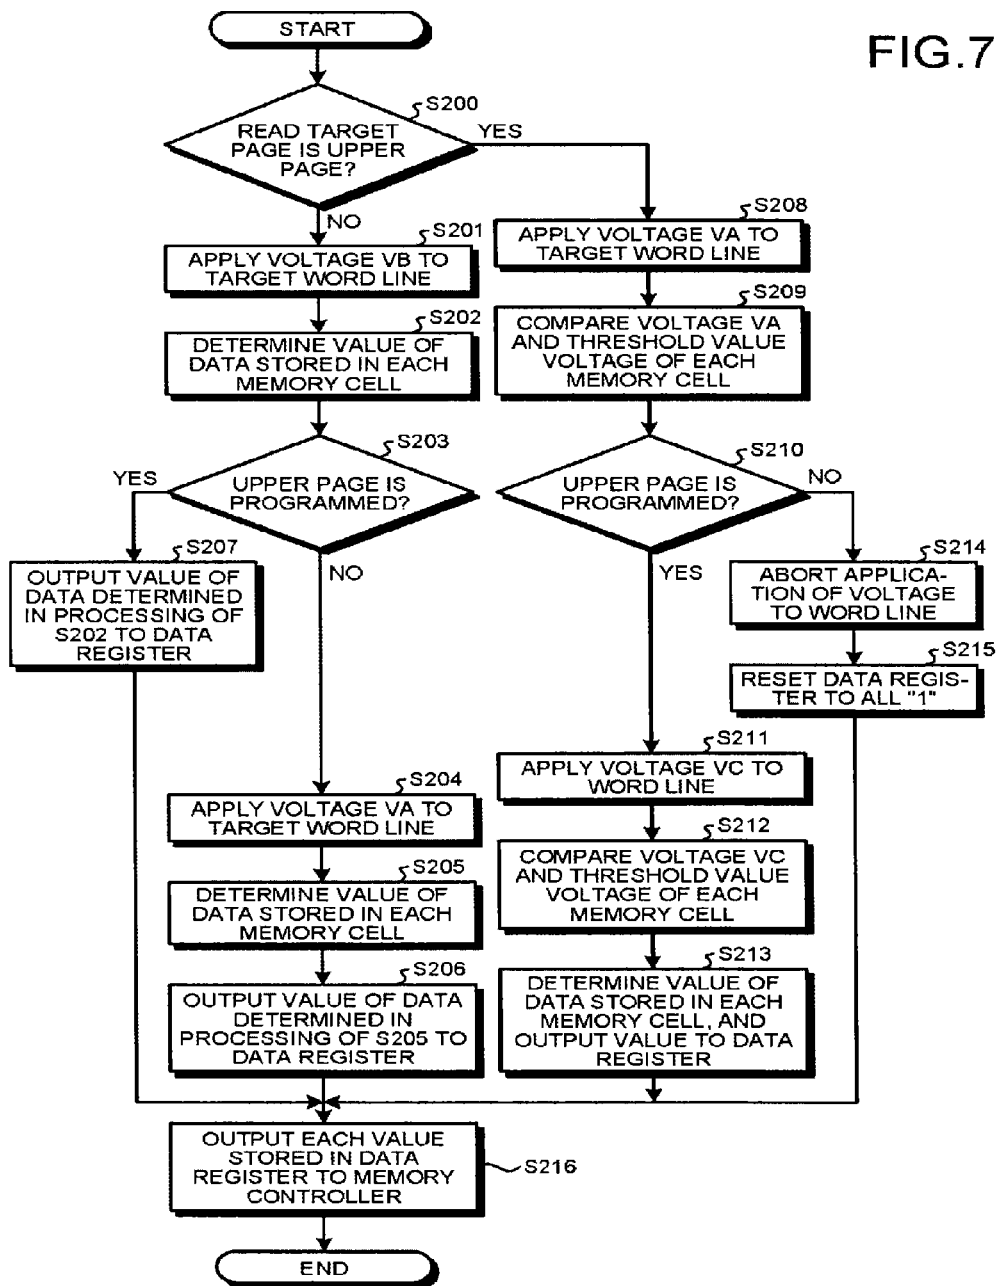 FIG.7
START
S200
READ TARGET
PAGE IS UPPER
PAGE?
YES
NO
S201
APPLY VOLTAGE VB TO
TARGET WORD LINE
S202
DETERMINE VALUE OF
DATA STORED IN EACH
MEMORY CELL
S203
UPPER PAGE IS
PROGRAMMED?
YES
NO
S207
OUTPUT VALUE OF
DATA DETERMINED
IN PROCESSING OF
S202 TO DATA
REGISTER
S204
APPLY VOLTAGE VA TO
TARGET WORD LINE
S205
DETERMINE VALUE OF
DATA STORED IN EACH
MEMORY CELL
S206
OUTPUT VALUE OF DATA
DETERMINED IN
PROCESSING OF S205 TO
DATA REGISTER
S208
APPLY VOLTAGE VA TO
TARGET WORD LINE
S209
COMPARE VOLTAGE VA
AND THRESHOLD VALUE
VOLTAGE OF EACH
MEMORY CELL
S210
UPPER PAGE IS
PROGRAMMED?
NO
YES
S214
ABORT APPLICA-
TION OF VOLTAGE
TO WORD LINE
S215
RESET DATA REGIS-
TER TO ALL "1"
S211
APPLY VOLTAGE VC TO
WORD LINE
S212
COMPARE VOLTAGE VC
AND THRESHOLD VALUE
VOLTAGE OF EACH
MEMORY CELL
S213
DETERMINE VALUE OF
DATA STORED IN EACH
MEMORY CELL, AND
OUTPUT VALUE TO DATA
REGISTER
OUTPUT EACH VALUE
STORED IN DATA
REGISTER TO MEMORY
CONTROLLER
S216
END